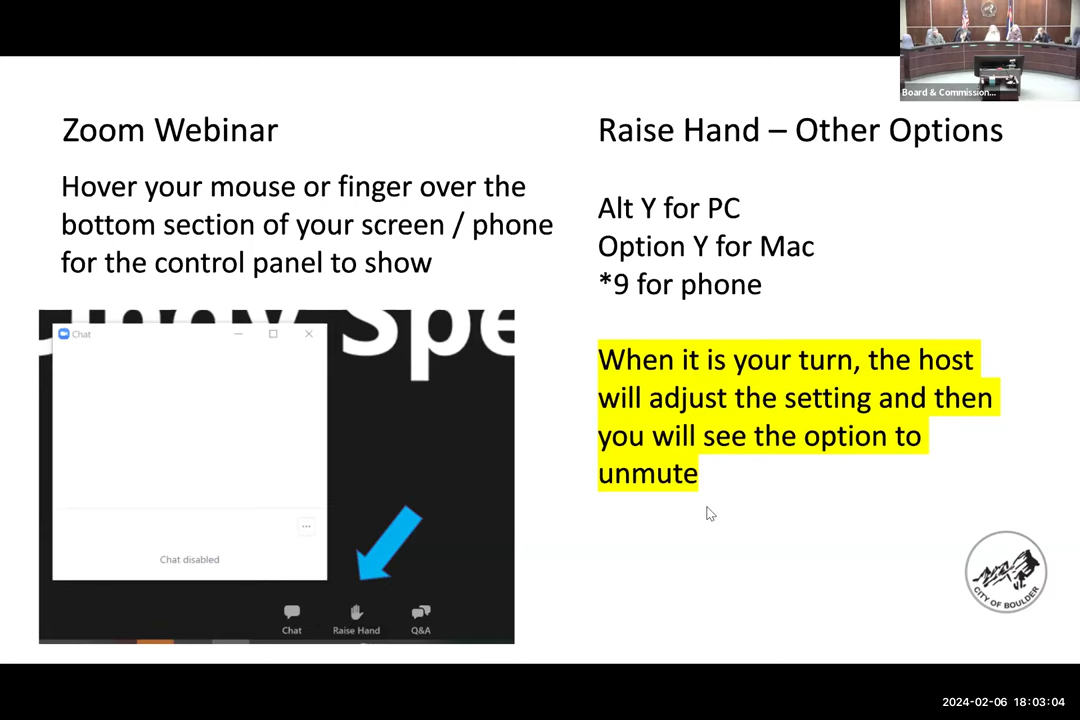 Board & Commission...
Zoom Webinar
Hover your mouse or finger over the
bottom section of your screen / phone
for the control panel to show
Chat
Spe
...
Chat disabled
Chat
Raise Hand
Q&A
Raise Hand – Other Options
Alt Y for PC
Option Y for Mac
*9 for phone
When it is your turn, the host
will adjust the setting and then
you will see the option to
unmute
CITY OF BOULDER
2024-02-06 18:03:04